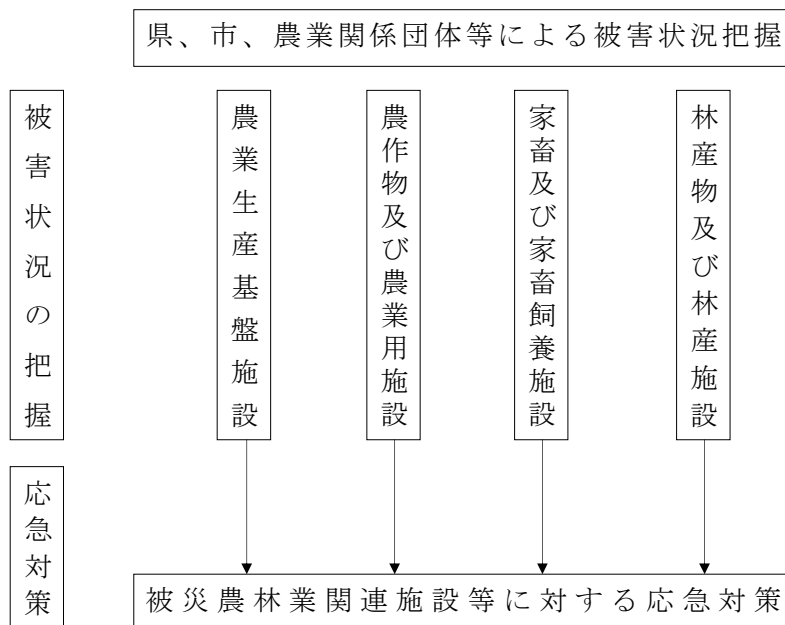 県、市、農業関係団体等による被害状況把握
被害状況の把握
農業生産基盤施設
農作物及び農業用施設
家畜及び家畜飼養施設
林産物及び林産施設
応急対策
被災農林業関連施設等に対する応急対策